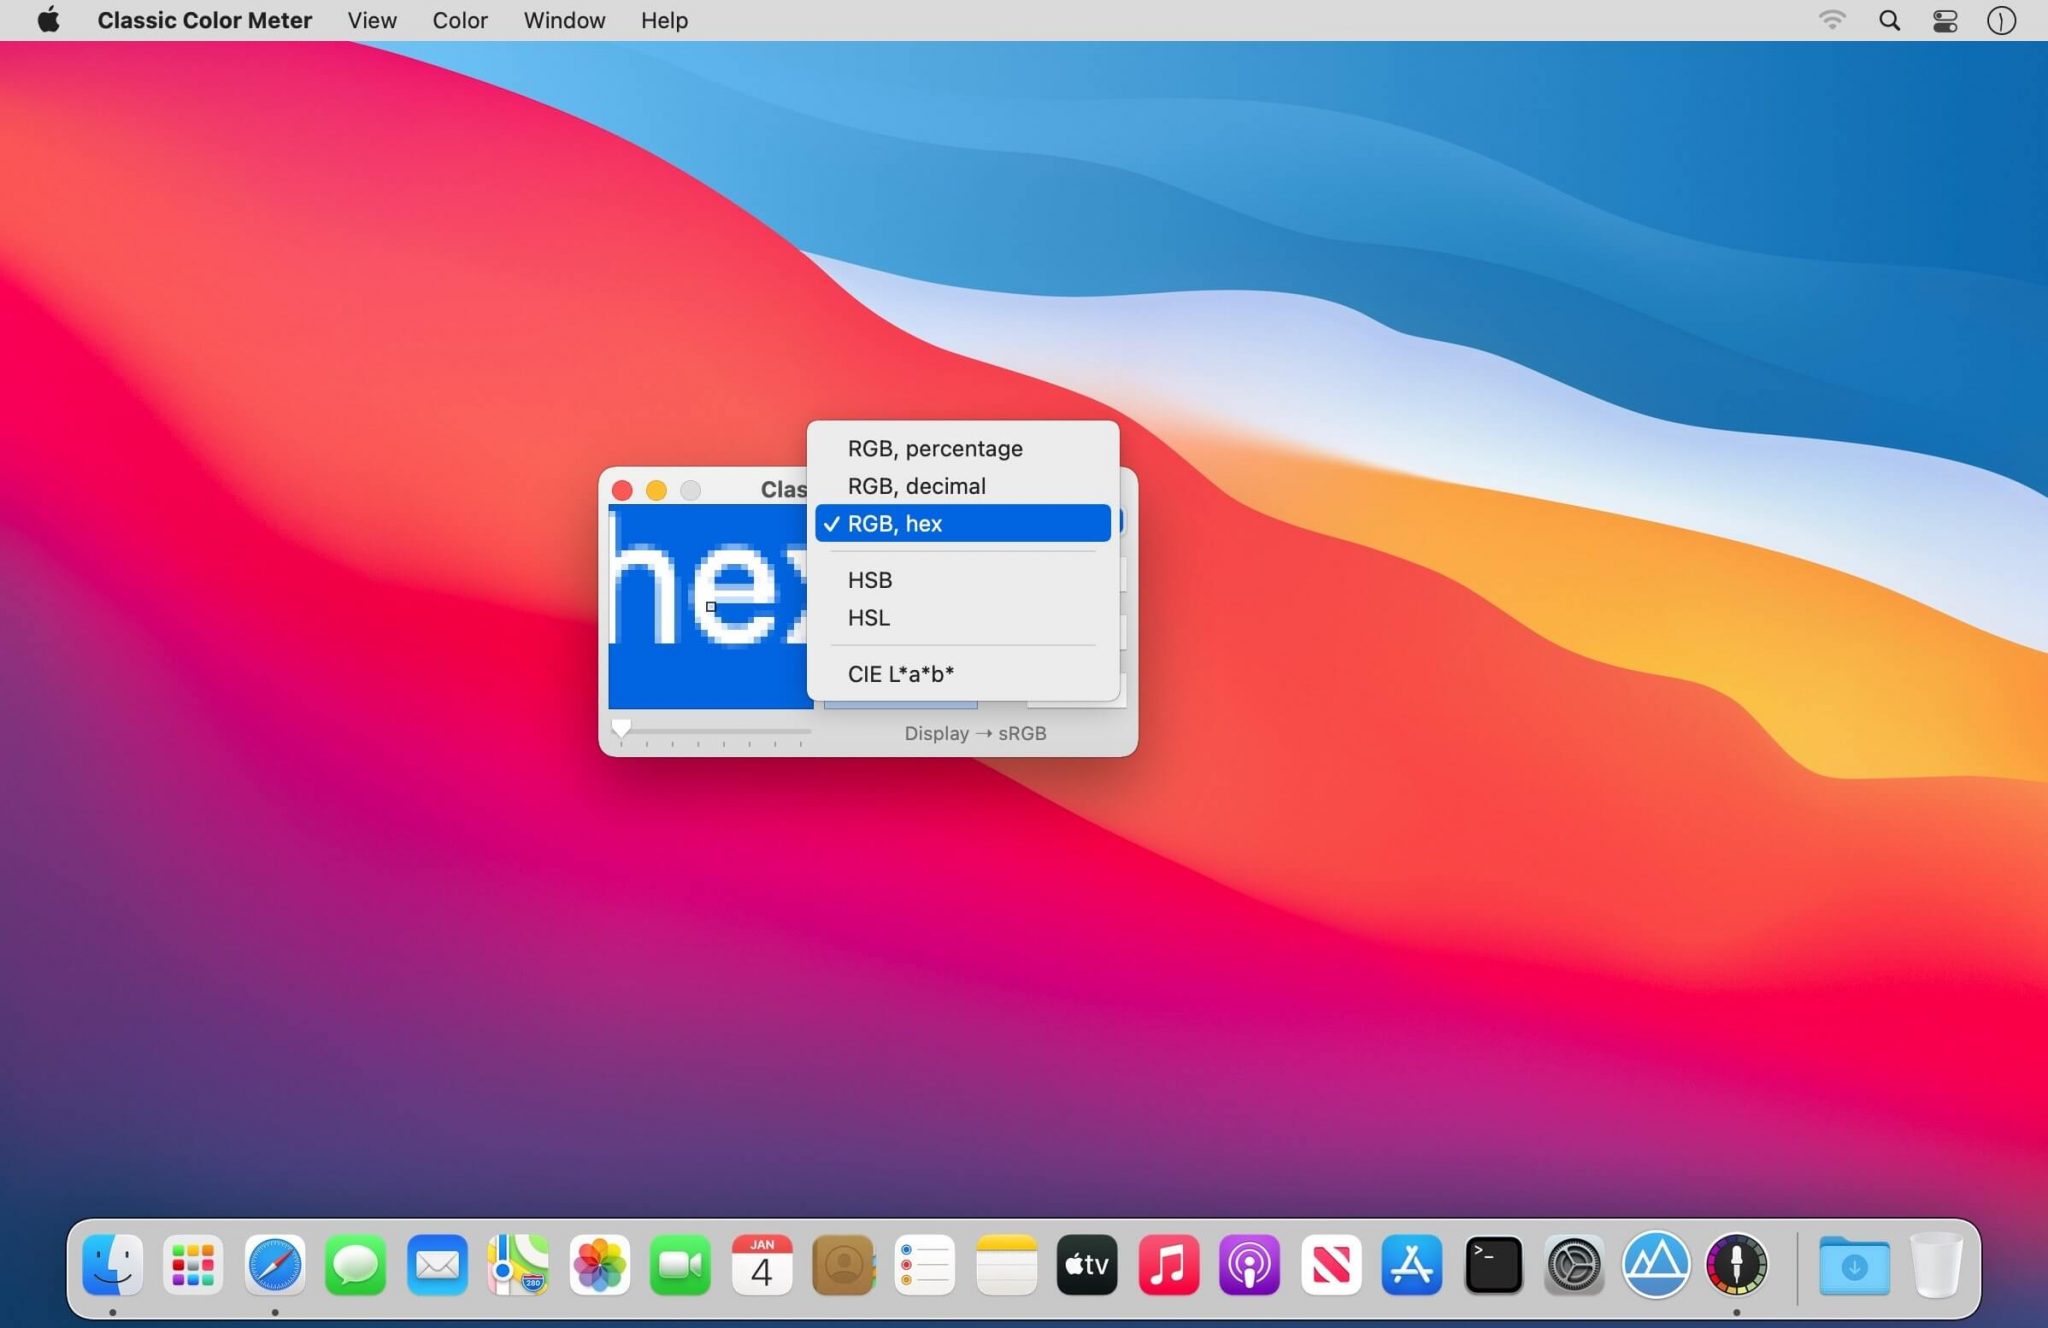 Classic Color Meter View Color Window Help
Clas
RGB, percentage
RGB, decimal
✓ RGB, hex
HSB
HSL
CIE L*a*b*
hex
Display → sRGB
280
JAN
4
tv
>_